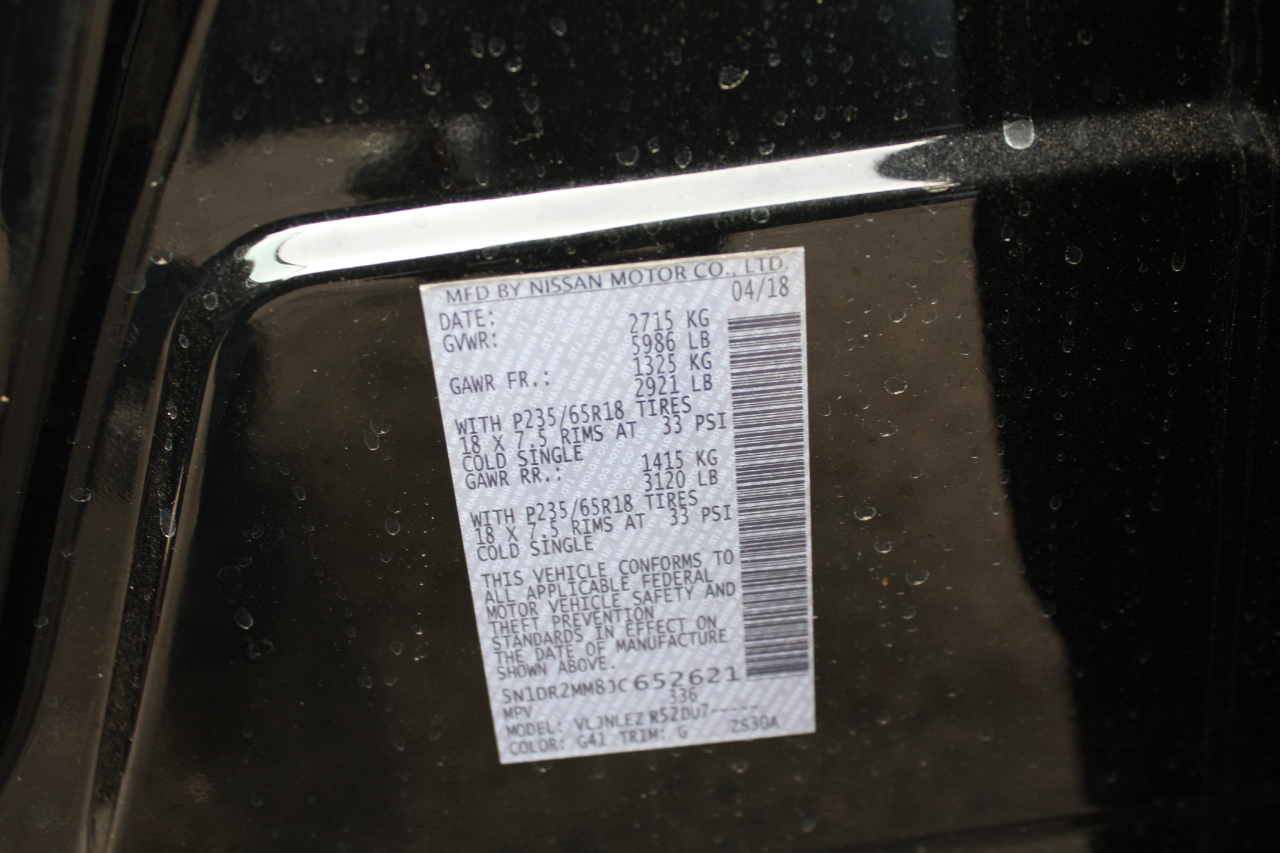 MFD BY NISSAN MOTOR CO., LTD.
DATE: 04/18
GVWR: 2715 KG
5986 LB
GAWR FR.: 1325 KG
2921 LB
WITH P235/65R18 TIRES
18 X 7.5 RIMS AT 33 PSI
COLD SINGLE
GAWR RR.: 1415 KG
3120 LB
WITH P235/65R18 TIRES
18 X 7.5 RIMS AT 33 PSI
COLD SINGLE
THIS VEHICLE CONFORMS TO
ALL APPLICABLE FEDERAL
MOTOR VEHICLE SAFETY AND
THEFT PREVENTION
STANDARDS IN EFFECT ON
THE DATE OF MANUFACTURE
SHOWN ABOVE.
5N1DR2MM8JC652621
MPV 336
MODEL: VLJNLEZ R52DU7-----
COLOR: G41 TRIM: G ZS30A